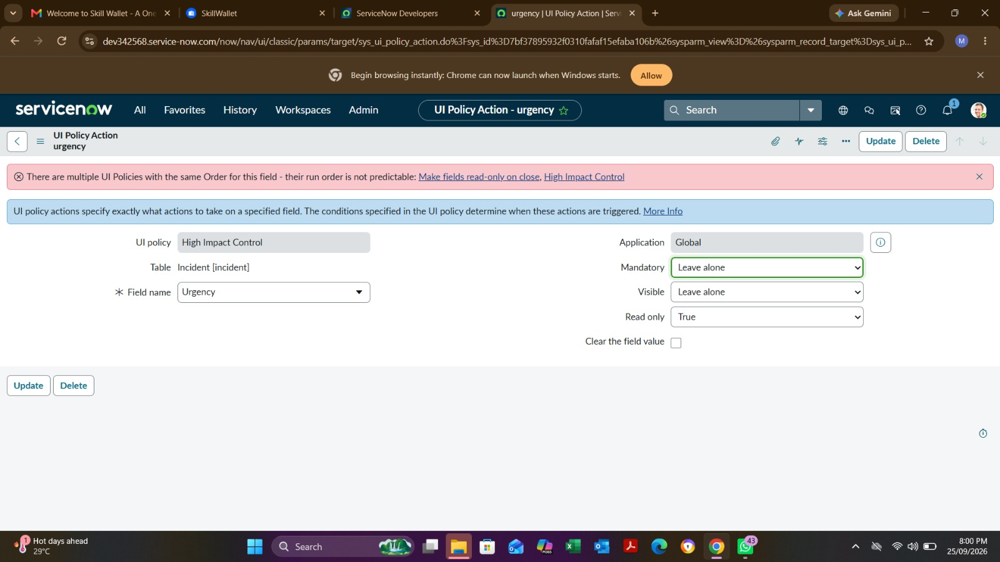 Welcome to Skill Wallet - A One
SkillWallet
ServiceNow Developers
urgency | UI Policy Action | Servi
Ask Gemini
dev342568.service-now.com/now/nav/ui/classic/params/target/sys_ui_policy_action.do%3Fsys_id%3D7bf37895932f0310fafaf15efaba106b%26sysparm_view%3D%26sysparm_record_target%3Dsys_ui_p...
M
Begin browsing instantly: Chrome can now launch when Windows starts.
Allow
servicenow
All
Favorites
History
Workspaces
Admin
UI Policy Action - urgency
Search
1
UI Policy Action
urgency
Update
Delete
There are multiple UI Policies with the same Order for this field - their run order is not predictable: Make fields read-only on close, High Impact Control
UI policy actions specify exactly what actions to take on a specified field. The conditions specified in the UI policy determine when these actions are triggered. More Info
UI policy High Impact Control
Application Global
Table Incident [incident]
Mandatory Leave alone
Field name Urgency
Visible Leave alone
Read only True
Clear the field value
Update
Delete
1
Hot days ahead
29°C
Search
M365
43
8:00 PM
25/09/2026